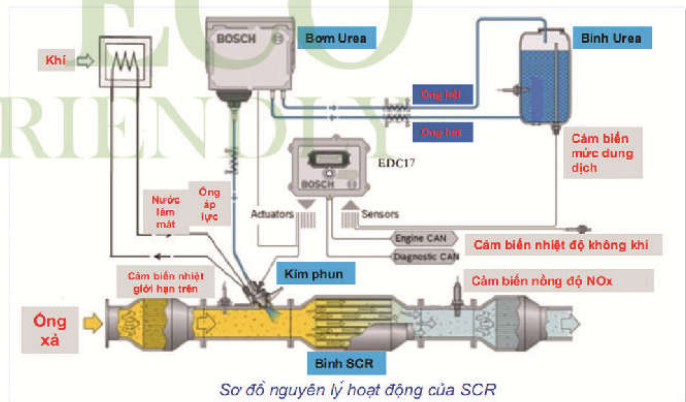 ECO
FRIENDLY
Khí
BOSCH
Bơm Urea
Bình Urea
Ống hồi
Ống hút
EDC17
BOSCH
Cảm biến
mức dung
dịch
Nước
làm
mát
Ống
áp
lực
Actuators
Sensors
Engine CAN
Diagnostic CAN
Cảm biến nhiệt độ không khí
Cảm biến nhiệt
giới hạn trên
Kim phun
Cảm biến nồng độ NOx
Ống
xả
Bình SCR
Sơ đồ nguyên lý hoạt động của SCR